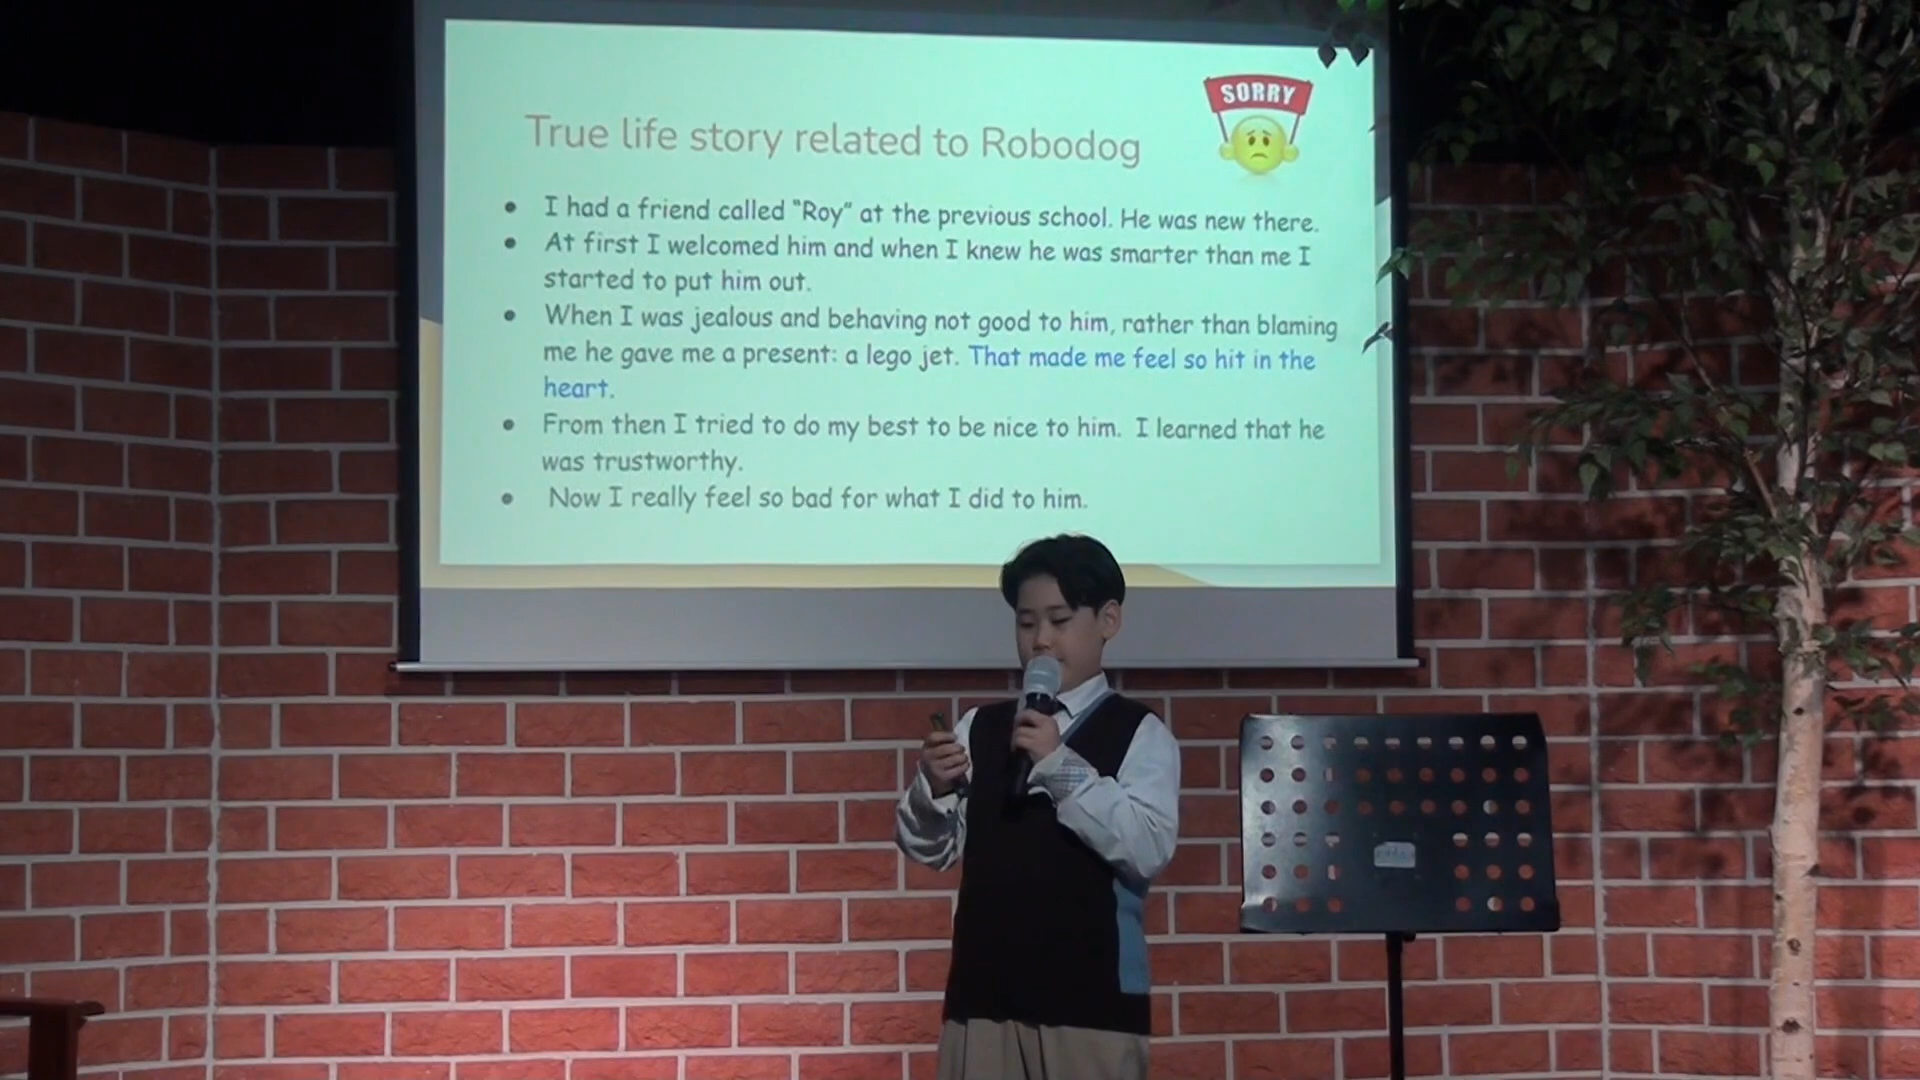 SORRY
True life story related to Robodog
• I had a friend called "Roy" at the previous school. He was new there.
• At first I welcomed him and when I knew he was smarter than me I
started to put him out.
• When I was jealous and behaving not good to him, rather than blaming
me he gave me a present: a lego jet. That made me feel so hit in the
heart.
• From then I tried to do my best to be nice to him. I learned that he
was trustworthy.
• Now I really feel so bad for what I did to him.